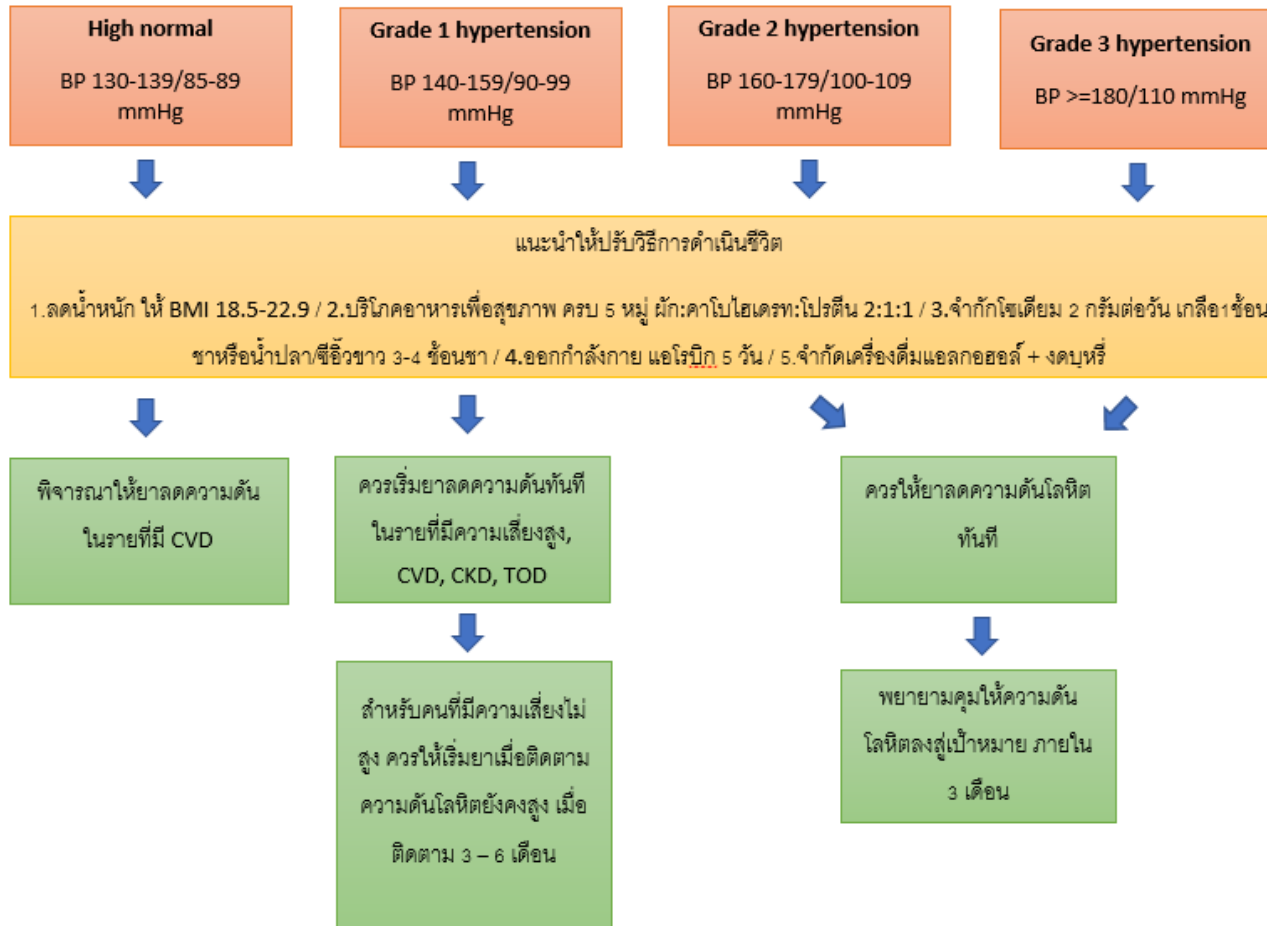 High normal
BP 130-139/85-89
mmHg
Grade 1 hypertension
BP 140-159/90-99
mmHg
Grade 2 hypertension
BP 160-179/100-109
mmHg
Grade 3 hypertension
BP >=180/110 mmHg
แนะนำให้ปรับวิธีการดำเนินชีวิต
1.ลดน้ำหนัก ให้ BMI 18.5-22.9 / 2.บริโภคอาหารเพื่อสุขภาพ ครบ 5 หมู่ ผัก:คาโบไฮเดรท:โปรตีน 2:1:1 / 3.จำกัดโซเดียม 2 กรัมต่อวัน เกลือ1ช้อน
ชาหรือน้ำปลา/ซีอิ๊วขาว 3-4 ช้อนชา / 4.ออกกำลังกาย แอโรบิก 5 วัน / 5.จำกัดเครื่องดื่มแอลกอฮอล์ + งดบุหรี่
พิจารณาให้ยาลดความดัน
ในรายที่มี CVD
ควรเริ่มยาลดความดันทันที
ในรายที่มีความเสี่ยงสูง,
CVD, CKD, TOD
ควรให้ยาลดความดันโลหิต
ทันที
สำหรับคนที่มีความเสี่ยงไม่
สูง ควรให้เริ่มยาเมื่อติดตาม
ความดันโลหิตยังคงสูง เมื่อ
ติดตาม 3 – 6 เดือน
พยายามคุมให้ความดัน
โลหิตลงสู่เป้าหมาย ภายใน
3 เดือน